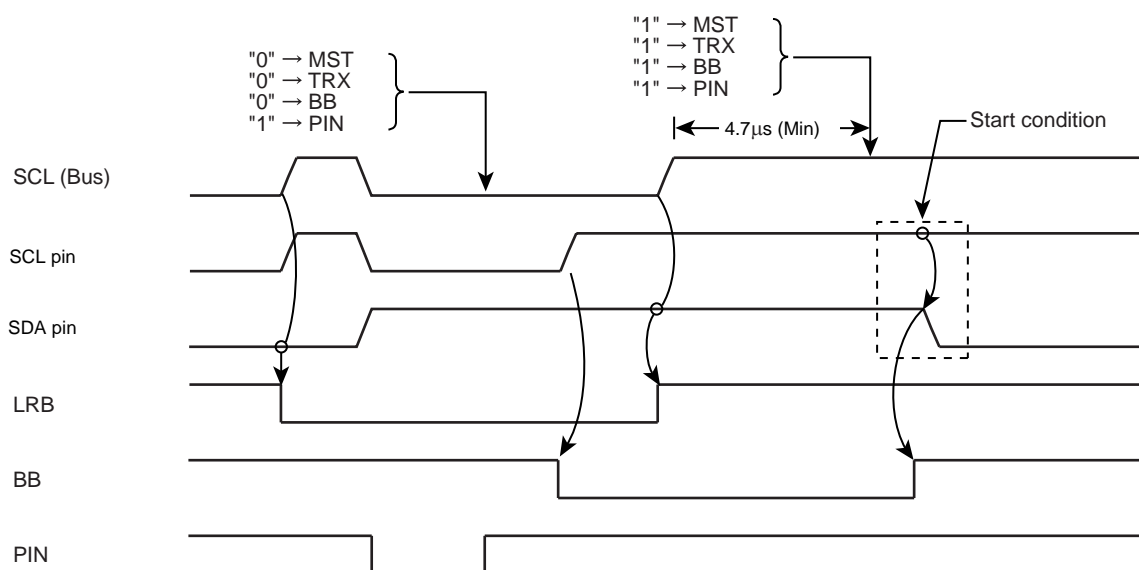 "0" → MST
"0" → TRX
"0" → BB
"1" → PIN
"1" → MST
"1" → TRX
"1" → BB
"1" → PIN
4.7μs (Min)
Start condition
SCL (Bus)
SCL pin
SDA pin
LRB
BB
PIN